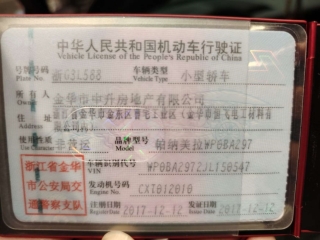 中华人民共和国机动车行驶证
Vehicle License of the People's Republic of China
号牌号码 浙G3L588 车辆类型 小型轿车
Plate No. Vehicle Type
所有人 金华市中升房地产有限公司
Owner
住址
Address
使用性质 品牌型号 帕纳美拉WP0BA297
Model
车辆识别代号 WP0BA2972JL150547
VIN
发动机号码 CXT012010
Engine No.
注册日期 2017-12-12 发证日期 2017-12-12
Register Date Issue Date
浙江省金华
市公安局交
通警察支队